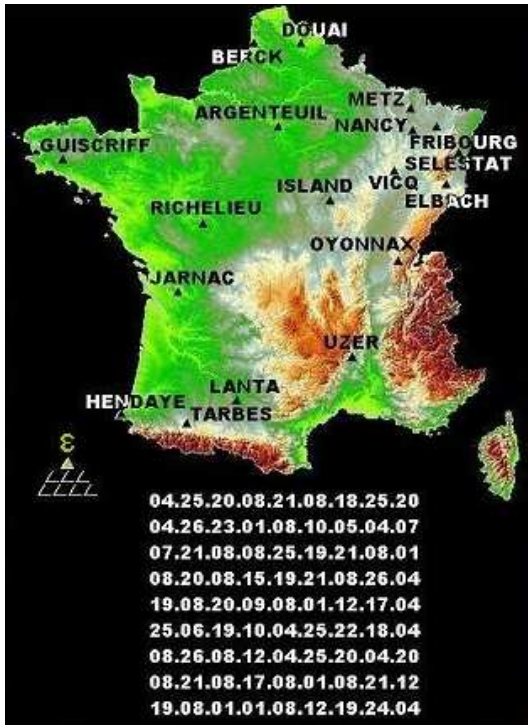 DOUAI
BERCK
METZ
ARGENTEUIL
NANCY
FRIBOURG
GUISCRIFF
SELESTAT
VICQ
ISLAND
ELBACH
RICHELIEU
OYONNAX
JARNAC
UZER
LANTA
HENDAYE
TARBES
ε
04.25.20.08.21.08.18.25.20
04.26.23.01.08.10.05.04.07
07.21.08.08.25.19.21.08.01
08.20.08.15.19.21.08.26.04
19.08.20.09.08.01.12.17.04
25.06.19.10.04.25.22.18.04
08.26.08.12.04.25.20.04.20
08.21.08.17.08.01.08.21.12
19.08.01.01.08.12.19.24.04